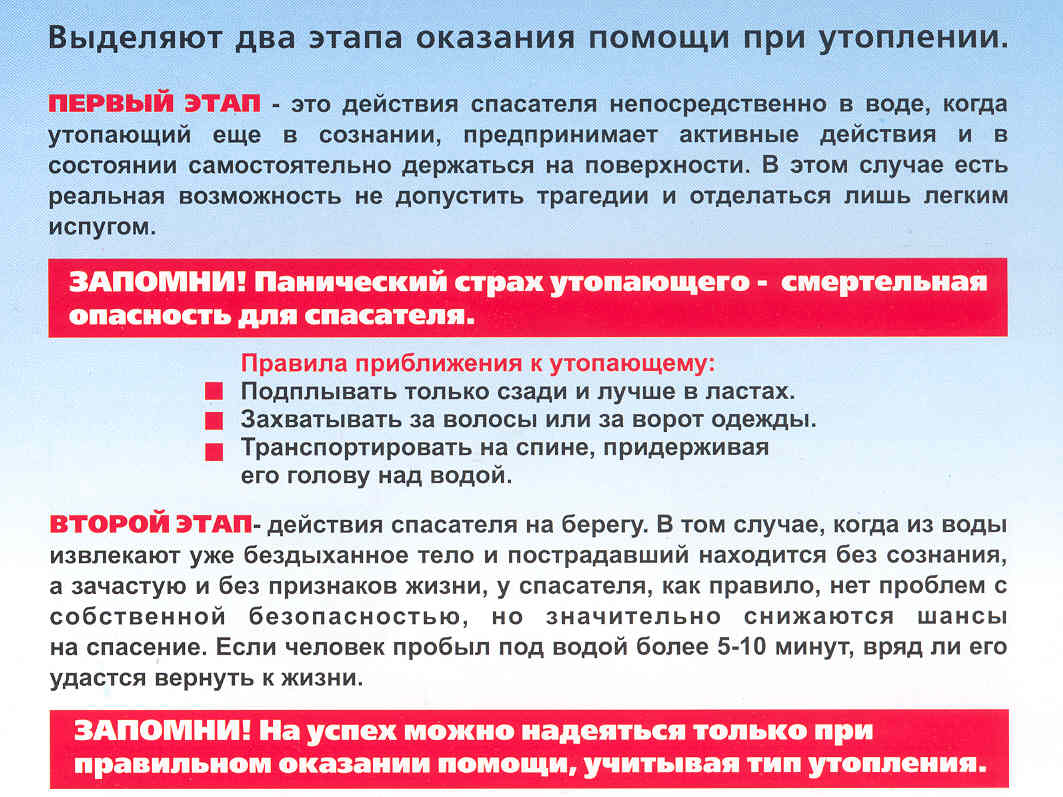 Выделяют два этапа оказания помощи при утоплении.
ПЕРВЫЙ ЭТАП - это действия спасателя непосредственно в воде, когда
утопающий еще в сознании, предпринимает активные действия и в
состоянии самостоятельно держаться на поверхности. В этом случае есть
реальная возможность не допустить трагедии и отделаться лишь легким
испугом.
ЗАПОМНИ! Панический страх утопающего - смертельная
опасность для спасателя.
Правила приближения к утопающему:
Подплывать только сзади и лучше в ластах.
Захватывать за волосы или за ворот одежды.
Транспортировать на спине, придерживая
его голову над водой.
ВТОРОЙ ЭТАП- действия спасателя на берегу. В том случае, когда из воды
извлекают уже бездыханное тело и пострадавший находится без сознания,
а зачастую и без признаков жизни, у спасателя, как правило, нет проблем с
собственной безопасностью, но значительно снижаются шансы
на спасение. Если человек пробыл под водой более 5-10 минут, вряд ли его
удастся вернуть к жизни.
ЗАПОМНИ! На успех можно надеяться только при
правильном оказании помощи, учитывая тип утопления.